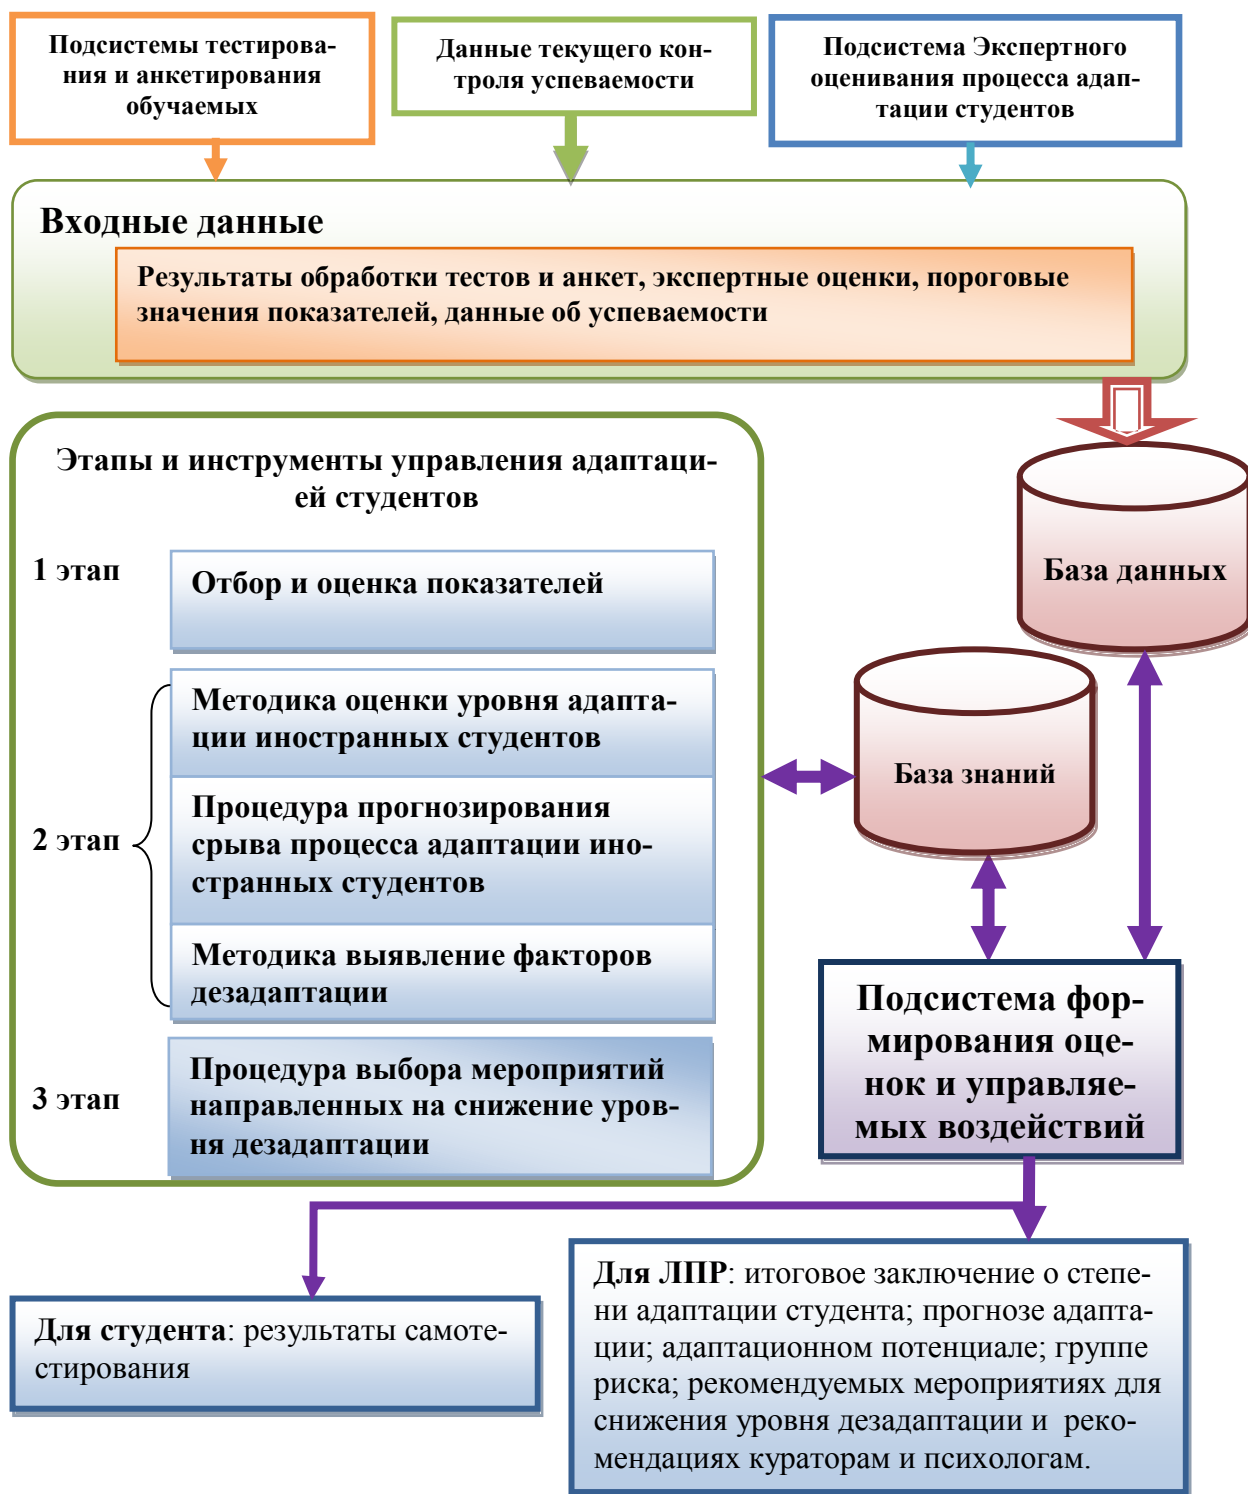 Подсистемы тестирова-
ния и анкетирования
обучаемых
Данные текущего кон-
троля успеваемости
Подсистема Экспертного
оценивания процесса адап-
тации студентов
Входные данные
Результаты обработки тестов и анкет, экспертные оценки, пороговые
значения показателей, данные об успеваемости
Этапы и инструменты управления адаптаци-
ей студентов
1 этап
Отбор и оценка показателей
2 этап
Методика оценки уровня адапта-
ции иностранных студентов
Процедура прогнозирования
срыва процесса адаптации ино-
странных студентов
Методика выявление факторов
дезадаптации
3 этап
Процедура выбора мероприятий
направленных на снижение уров-
ня дезадаптации
База данных
База знаний
Подсистема фор-
мирования оце-
нок и управляе-
мых воздействий
Для студента: результаты самоте-
стирования
Для ЛПР: итоговое заключение о степе-
ни адаптации студента; прогнозе адапта-
ции; адаптационном потенциале; группе
риска; рекомендуемых мероприятиях для
снижения уровня дезадаптации и рекο-
мендациях кураторам и психологам.